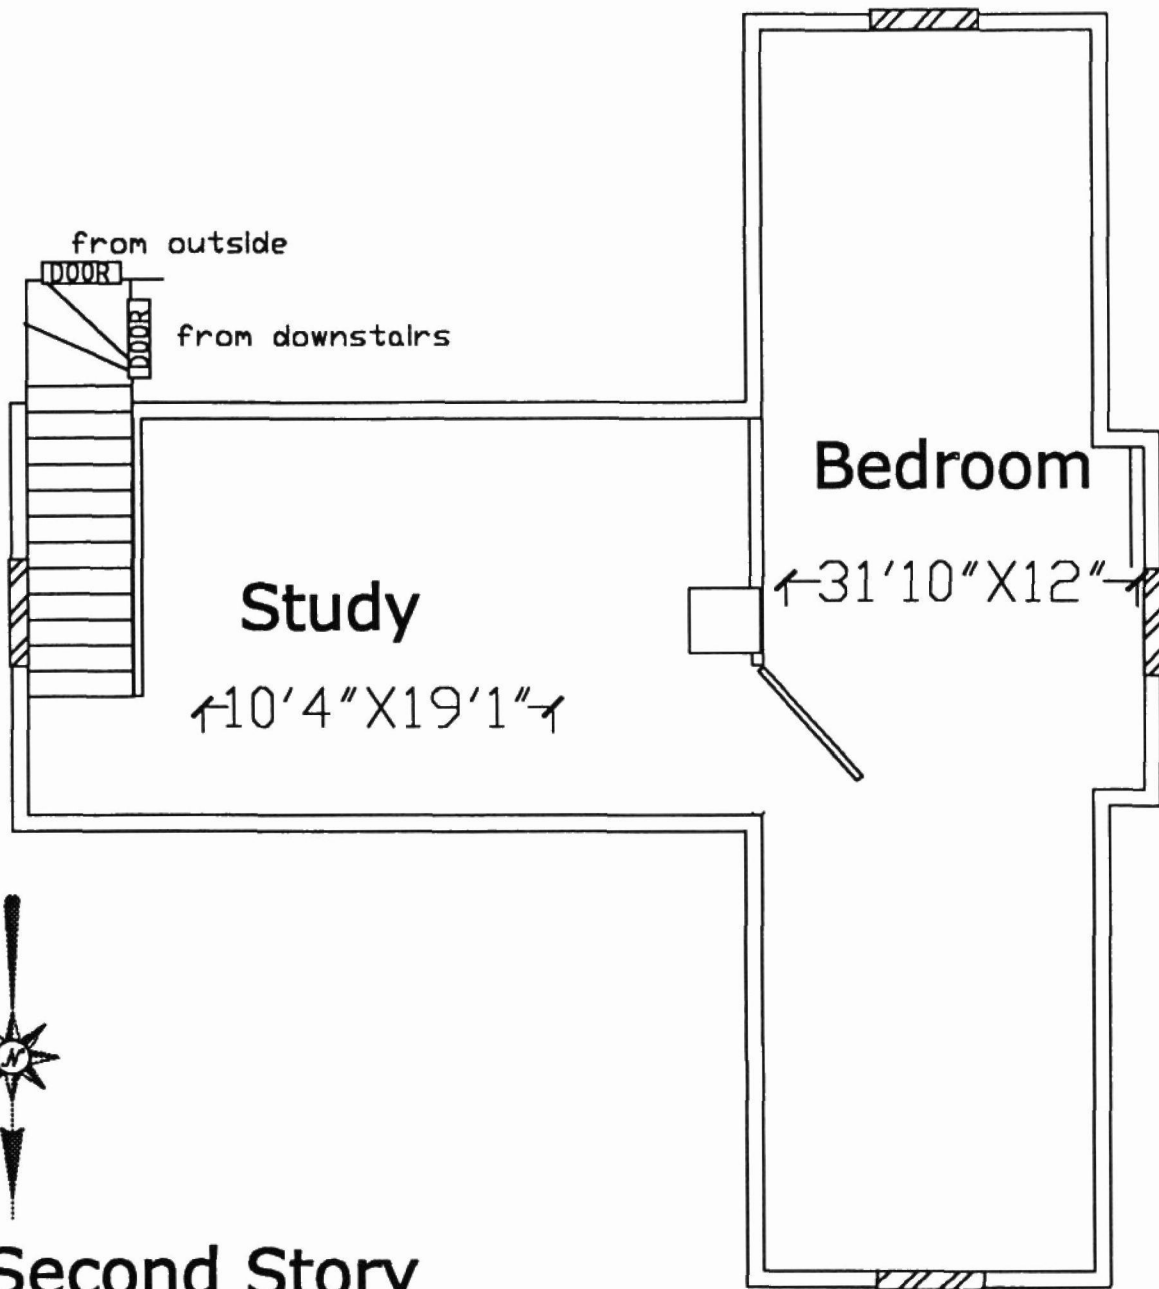 from outside
DOOR
DOOR
from downstairs
Bedroom
31'10"X12"
Study
10'4"X19'1"
N
Second Story